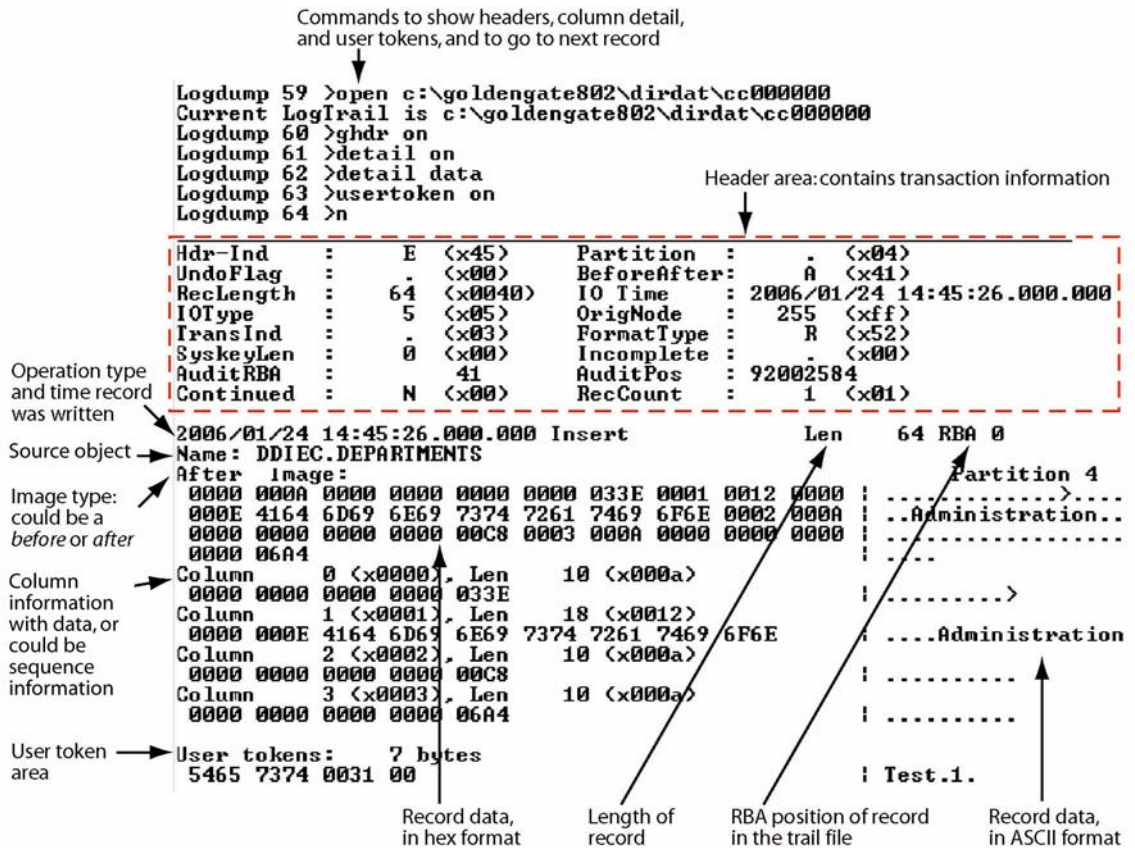 Commands to show headers, column detail,
and user tokens, and to go to next record
Logdump 59 >open c:\goldengate802\dirdat\cc000000
Current LogTrail is c:\goldengate802\dirdat\cc000000
Logdump 60 >ghdr on
Logdump 61 >detail on
Logdump 62 >detail data
Logdump 63 >usertoken on
Logdump 64 >n
Header area: contains transaction information
Hdr-Ind : E (x45) Partition : . (x04)
UndoFlag : . (x00) BeforeAfter: A (x41)
RecLength : 64 (x0040) IO Time : 2006/01/24 14:45:26.000.000
IOType : 5 (x05) OrigNode : 255 (xff)
TransInd : . (x03) FormatType : R (x52)
SyskeyLen : 0 (x00) Incomplete : . (x00)
AuditRBA : 41 AuditPos : 92002584
Continued : N (x00) RecCount : 1 (x01)
Operation type
and time record
was written
2006/01/24 14:45:26.000.000 Insert Len 64 RBA 0
Source object
Name: DDIEC.DEPARTMENTS
After Image: Partition 4
Image type:
could be a
before or after
0000 000A 0000 0000 0000 0000 033E 0001 0012 0000 | .............>....
000E 4164 6D69 6E69 7374 7261 7469 6F6E 0002 000A | ..Administration..
0000 0000 0000 0000 00C8 0003 000A 0000 0000 0000 | ..................
0000 06A4 | ....
Column
information
with data, or
could be
sequence
information
Column 0 (x0000), Len 10 (x000a)
0000 0000 0000 0000 033E | .........>
Column 1 (x0001), Len 18 (x0012)
0000 000E 4164 6D69 6E69 7374 7261 7469 6F6E | ....Administration
Column 2 (x0002), Len 10 (x000a)
0000 0000 0000 0000 00C8 | ..........
Column 3 (x0003), Len 10 (x000a)
0000 0000 0000 0000 06A4 | ..........
User token
area
User tokens: 7 bytes
5465 7374 0031 00 | Test.1.
Record data,
in hex format
Length of
record
RBA position of record
in the trail file
Record data,
in ASCII format